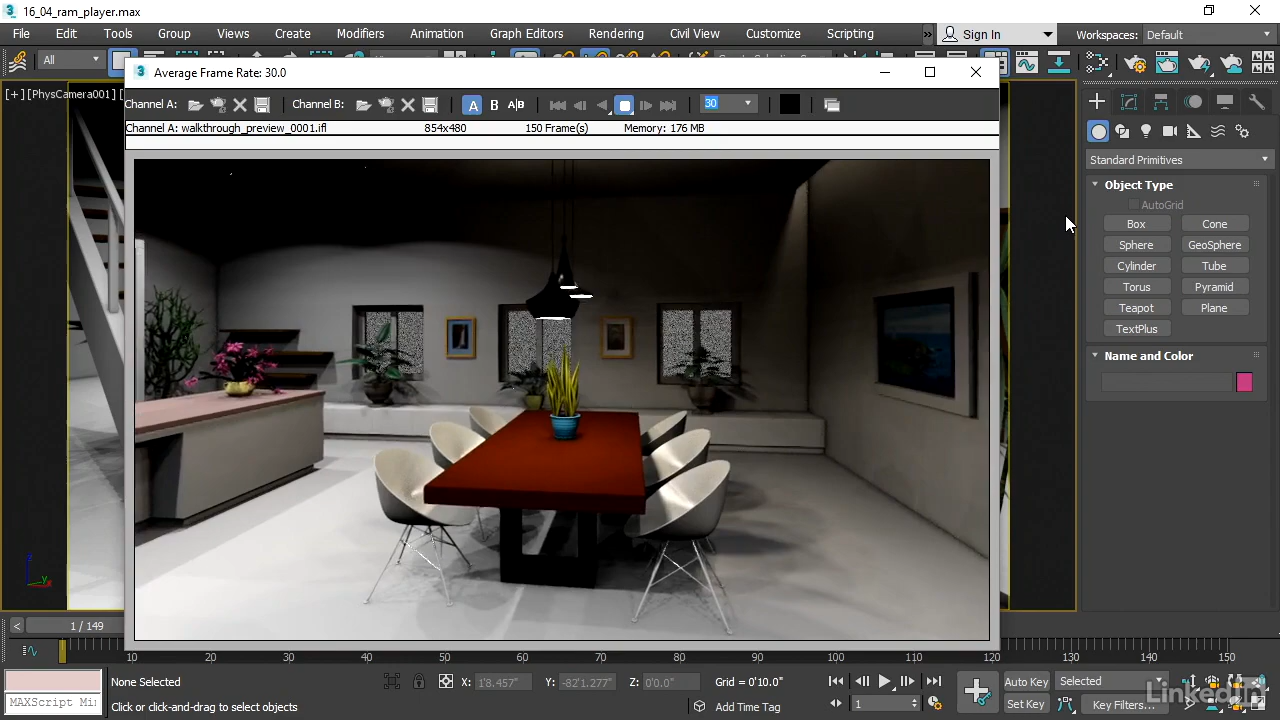 16_04_ram_player.max
File Edit Tools Group Views Create Modifiers Animation Graph Editors Rendering Civil View Customize Scripting » Sign In Workspaces: Default
All
[+][PhysCamera001][
Average Frame Rate: 30.0
Channel A: Channel B: A B A|B 30
Channel A: walkthrough_preview_0001.ifl 854x480 150 Frame(s) Memory: 176 MB
Standard Primitives
Object Type
AutoGrid
Box Cone
Sphere GeoSphere
Cylinder Tube
Torus Pyramid
Teapot Plane
TextPlus
Name and Color
z
y
< 1 / 149
10 20 30 40 50 60 70 80 90 100 110 120 130 140 150
None Selected X: 1'8.457" Y: -82'1.277" Z: 0'0.0" Grid = 0'10.0" Auto Key Selected
MAXScript Mi
Click or click-and-drag to select objects Add Time Tag 1 Set Key Key Filters...
LinkedIn